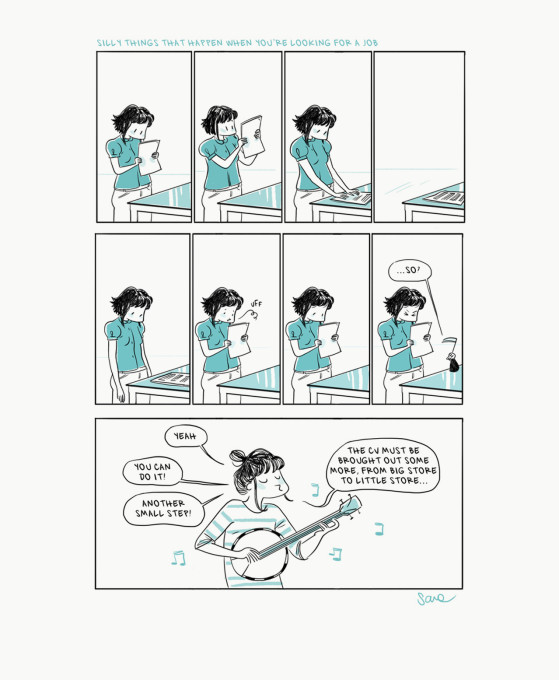 SILLY THINGS THAT HAPPEN WHEN YOU'RE LOOKING FOR A JOB
UFF
...SO?
YEAH
YOU CAN
DO IT!
ANOTHER
SMALL STEP!
THE CV MUST BE
BROUGHT OUT SOME
MORE, FROM BIG STORE
TO LITTLE STORE...
Sara